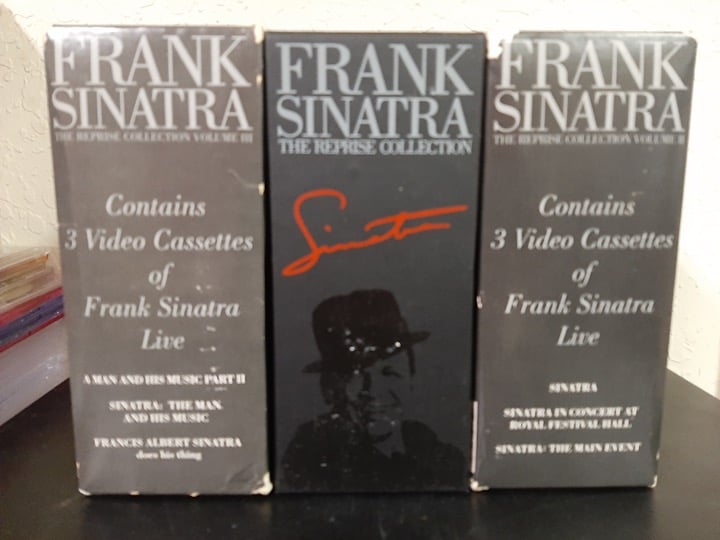 FRANK
SINATRA
THE REPRISE COLLECTION VOLUME III
Contains
3 Video Cassettes
of
Frank Sinatra
Live
A MAN AND HIS MUSIC PART II
SINATRA: THE MAN
AND HIS MUSIC
FRANCIS ALBERT SINATRA
does his thing
FRANK
SINATRA
THE REPRISE COLLECTION
Sinatra
FRANK
SINATRA
THE REPRISE COLLECTION VOLUME II
Contains
3 Video Cassettes
of
Frank Sinatra
Live
SINATRA
SINATRA IN CONCERT AT
ROYAL FESTIVAL HALL
SINATRA: THE MAIN EVENT